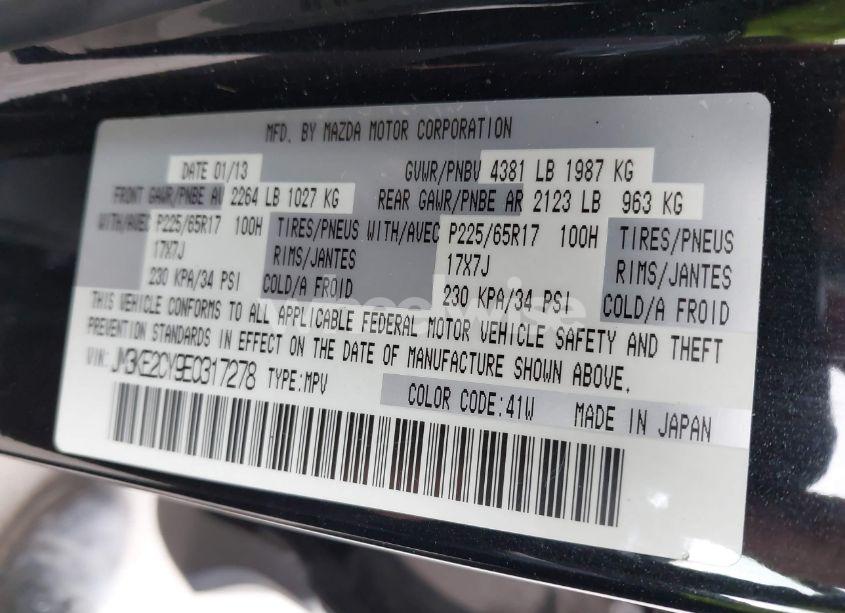 MFD. BY MAZDA MOTOR CORPORATION
DATE 01/13 GVWR/PNBV 4381 LB 1987 KG
FRONT GAWR/PNBE AV 2264 LB 1027 KG REAR GAWR/PNBE AR 2123 LB 963 KG
WITH/AVEC P225/65R17 100H TIRES/PNEUS WITH/AVEC P225/65R17 100H TIRES/PNEUS
17X7J RIMS/JANTES 17X7J RIMS/JANTES
230 KPA/34 PSI COLD/A FROID 230 KPA/34 PSI COLD/A FROID
THIS VEHICLE CONFORMS TO ALL APPLICABLE FEDERAL MOTOR VEHICLE SAFETY AND THEFT
PREVENTION STANDARDS IN EFFECT ON THE DATE OF MANUFACTURE SHOWN ABOVE.
VIN: JM3KE2CY9E0317278 TYPE:MPV
COLOR CODE:41W MADE IN JAPAN